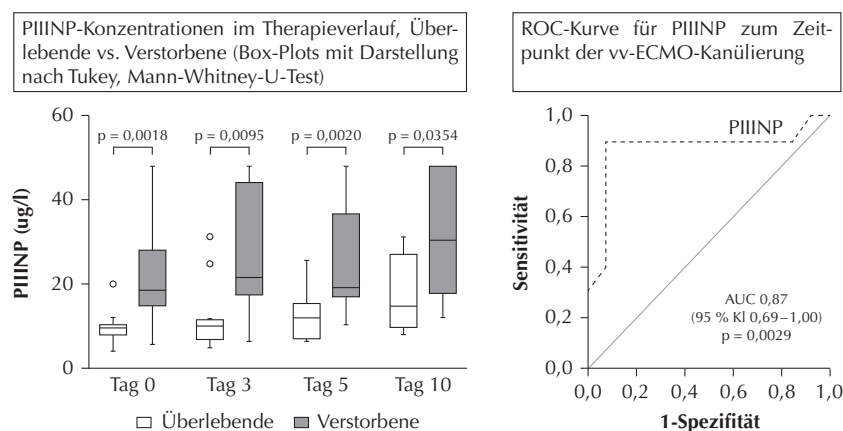 PIIINP-Konzentrationen im Therapieverlauf, Über-
lebende vs. Verstorbene (Box-Plots mit Darstellung
nach Tukey, Mann-Whitney-U-Test)
60
40
20
0
PIIINP (ug/l)
p = 0,0018
p = 0,0095
p = 0,0020
p = 0,0354
Tag 0
Tag 3
Tag 5
Tag 10
Überlebende
Verstorbene
ROC-Kurve für PIIINP zum Zeit-
punkt der vv-ECMO-Kanülierung
1,0
0,8
0,6
0,4
0,2
0,0
Sensitivität
PIIINP
AUC 0,87
(95 % KI 0,69–1,00)
p = 0,0029
0,0
0,2
0,4
0,6
0,8
1,0
1-Spezifität